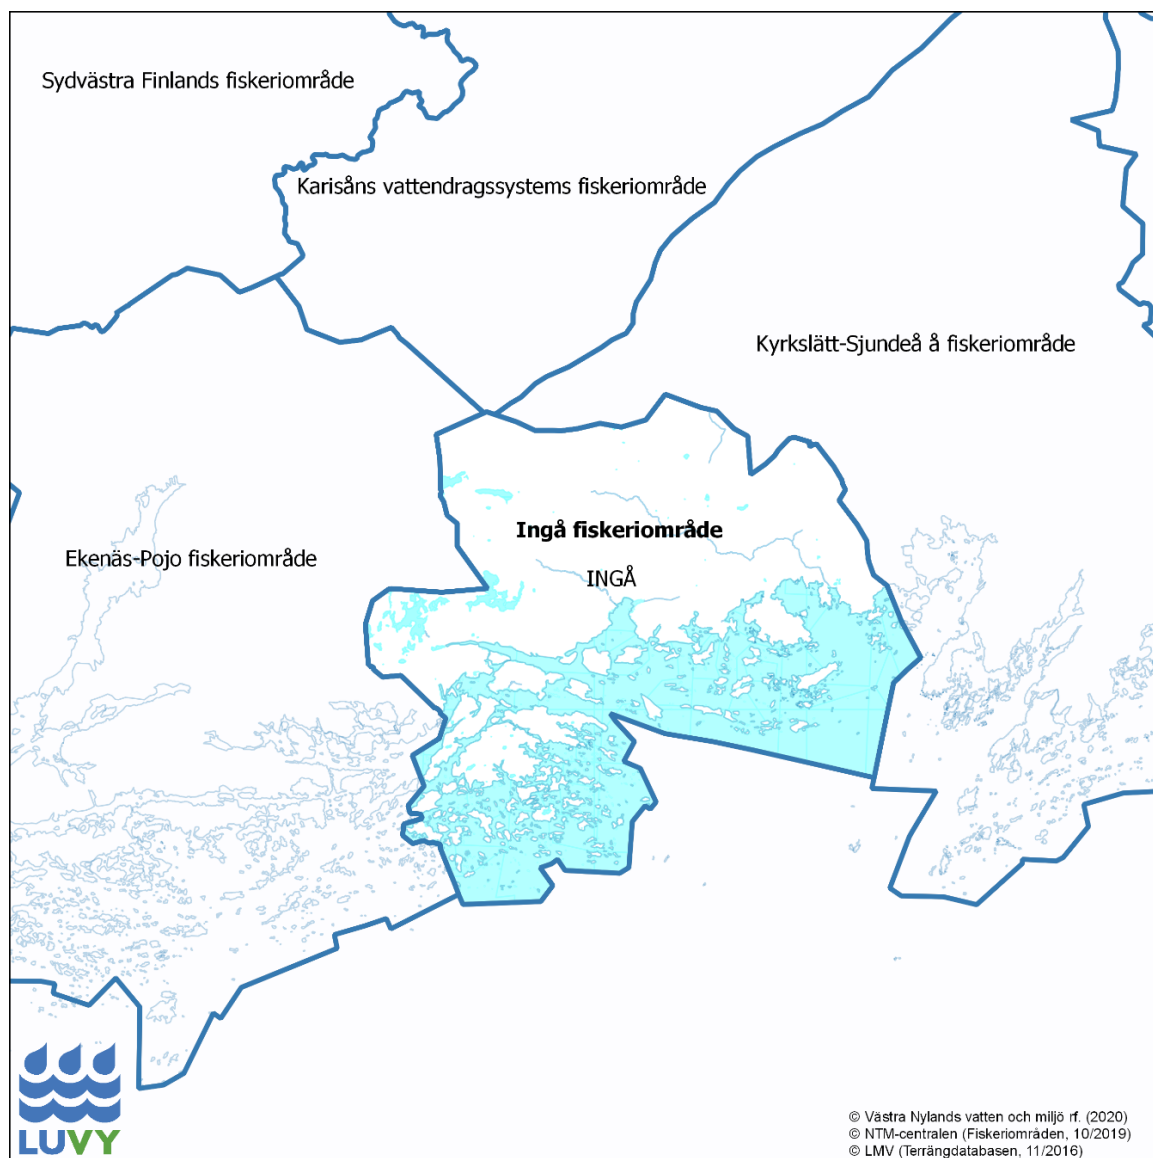 Sydvästra Finlands fiskeriområde
Karisåns vattendragssystems fiskeriområde
Kyrkslätt-Sjundeå å fiskeriområde
Ingå fiskeriområde
Ekenäs-Pojo fiskeriområde
INGÅ
LUVY
© Västra Nylands vatten och miljö rf. (2020)
© NTM-centralen (Fiskeriområden, 10/2019)
© LMV (Terrängdatabasen, 11/2016)